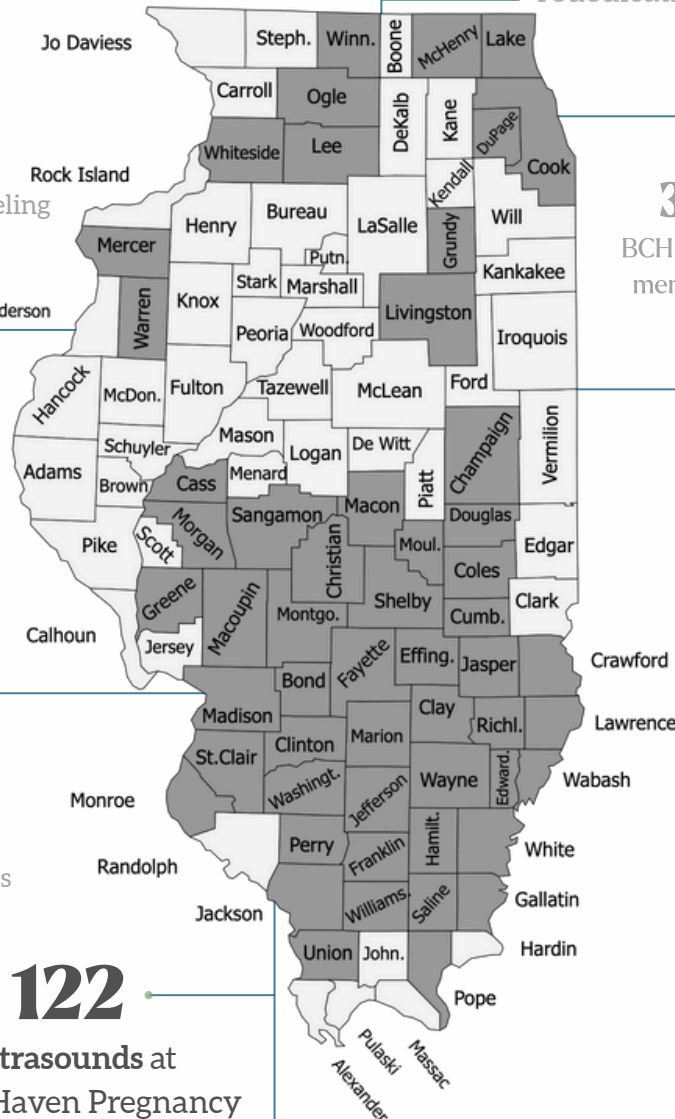 Jo Daviess
Steph.
Winn.
Boone
McHenry
Lake
Carroll
Ogle
DeKalb
Kane
DuPage
Cook
Whiteside
Lee
Rock Island
Kendall
eling
Henry
Bureau
LaSalle
Will
3
Mercer
Putn.
Grundy
BCH
Kankakee
Stark
Marshall
mer
derson
Warren
Knox
Peoria
Woodford
Livingston
Iroquois
Hancock
McDon.
Fulton
Tazewell
McLean
Ford
Mason
Schuyler
Logan
De Witt
Champaign
Vermilion
Adams
Brown
Cass
Menard
Piatt
Sangamon
Macon
Douglas
Pike
Scott
Morgan
Christian
Moul.
Edgar
Coles
Greene
Macoupin
Montgo.
Shelby
Cumb.
Clark
Calhoun
Jersey
Fayette
Effing.
Jasper
Crawford
Bond
Madison
Clay
Richl.
Lawrence
St.Clair
Clinton
Marion
Wayne
Edward.
Wabash
Monroe
Washingt.
Jefferson
Perry
Franklin
Hamilt.
White
Randolph
s
Williams.
Saline
Gallatin
Jackson
Union
John.
Hardin
122
Pope
Pulaski
Massac
trasounds at
Alexander
Haven Pregnancy